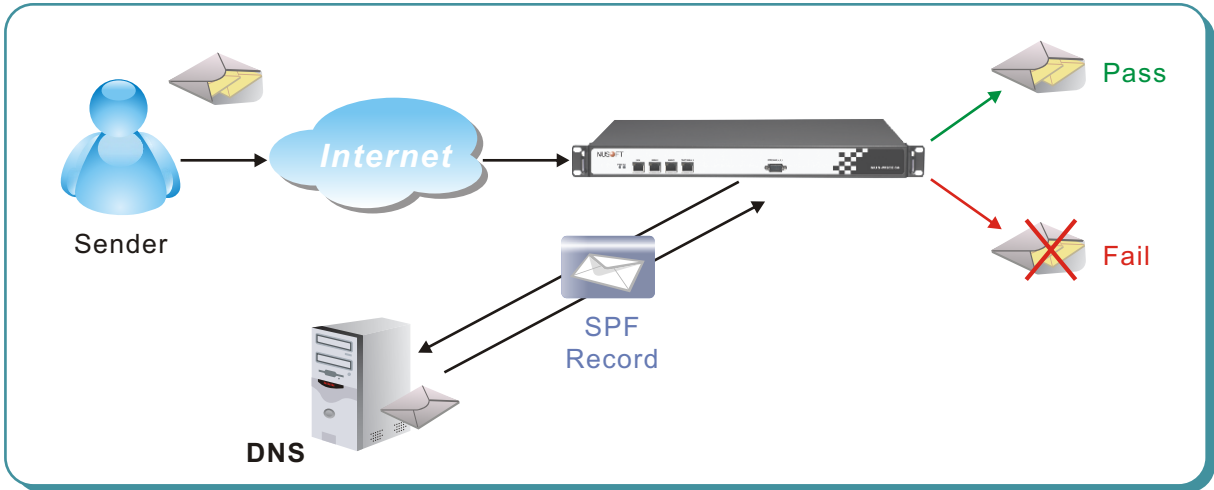 Pass
Internet
NUSOFT
Sender
Fail
SPF
Record
DNS